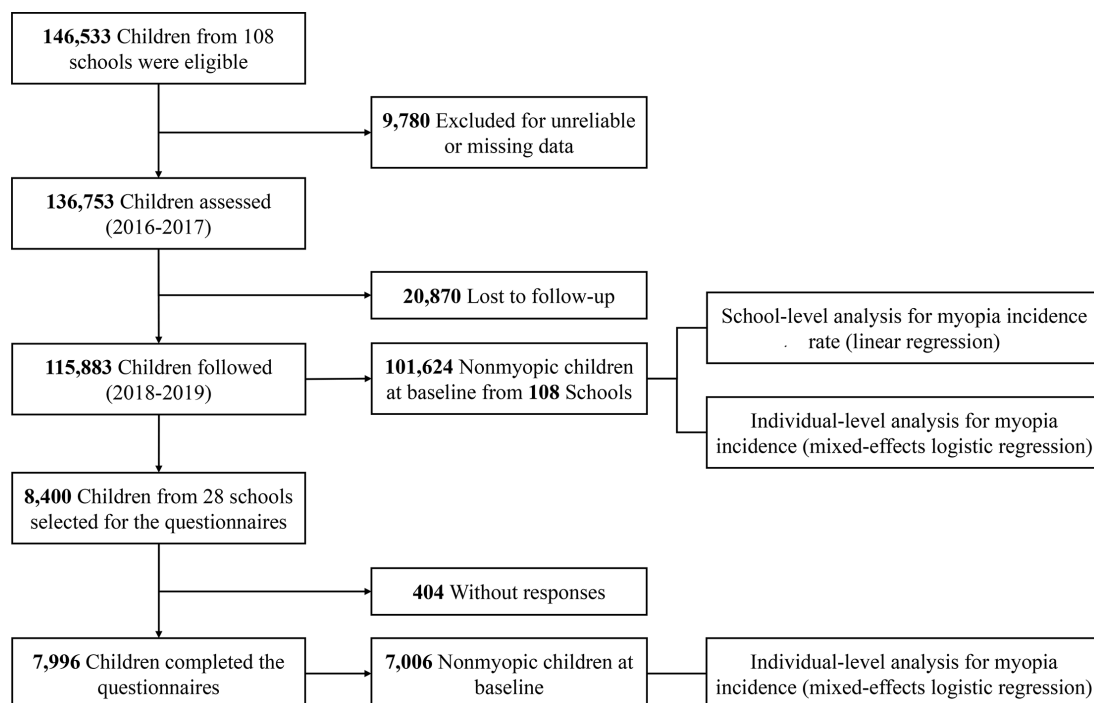 146,533 Children from 108
schools were eligible
9,780 Excluded for unreliable
or missing data
136,753 Children assessed
(2016-2017)
20,870 Lost to follow-up
School-level analysis for myopia incidence
rate (linear regression)
115,883 Children followed
(2018-2019)
101,624 Nonmyopic children
at baseline from 108 Schools
Individual-level analysis for myopia
incidence (mixed-effects logistic regression)
8,400 Children from 28 schools
selected for the questionnaires
404 Without responses
7,996 Children completed the
questionnaires
7,006 Nonmyopic children at
baseline
Individual-level analysis for myopia
incidence (mixed-effects logistic regression)